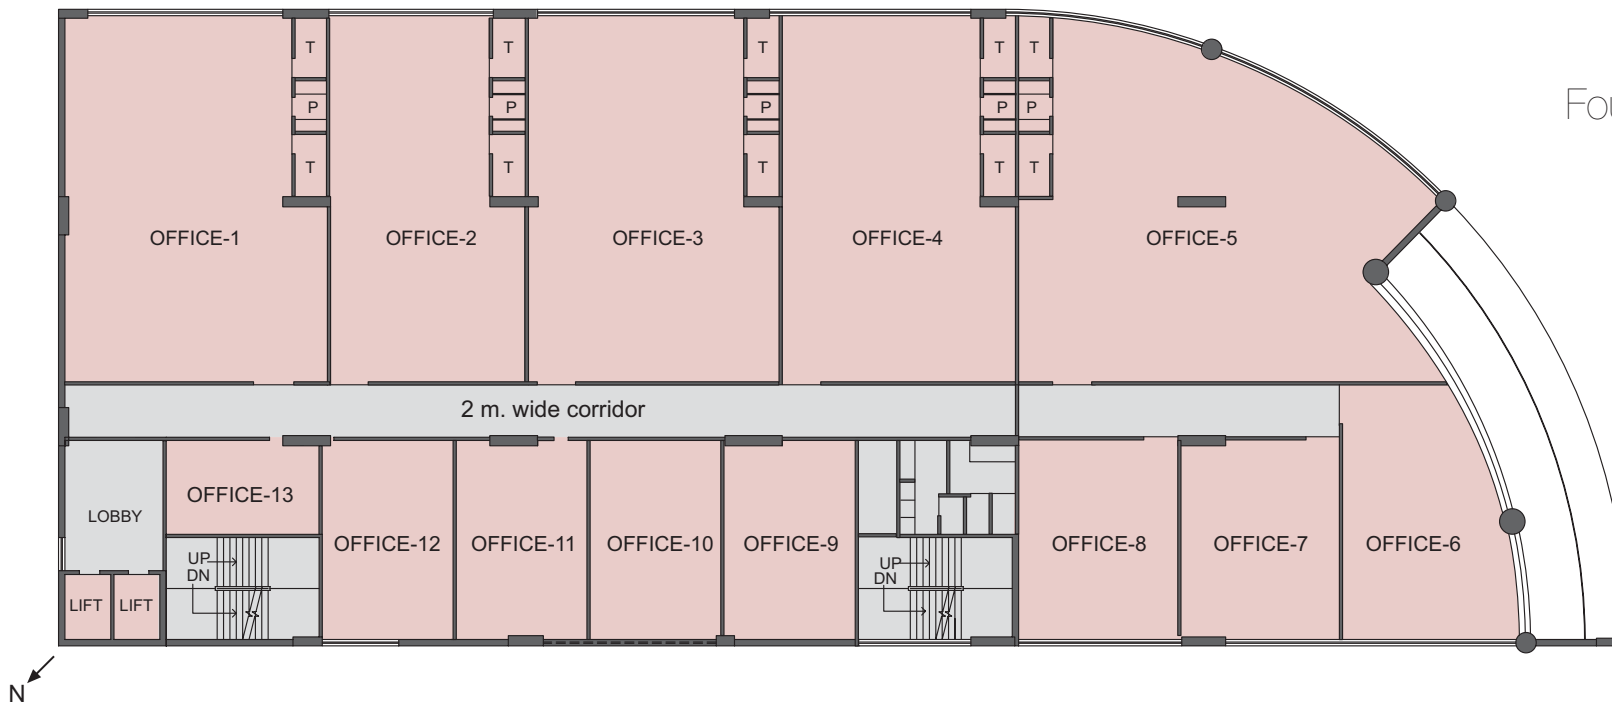 T T T T T
Fou
P P P P P
T T T T T
OFFICE-1 OFFICE-2 OFFICE-3 OFFICE-4 OFFICE-5
2 m. wide corridor
OFFICE-13
LOBBY
OFFICE-12 OFFICE-11 OFFICE-10 OFFICE-9 OFFICE-8 OFFICE-7 OFFICE-6
UP UP
DN DN
LIFT LIFT
N